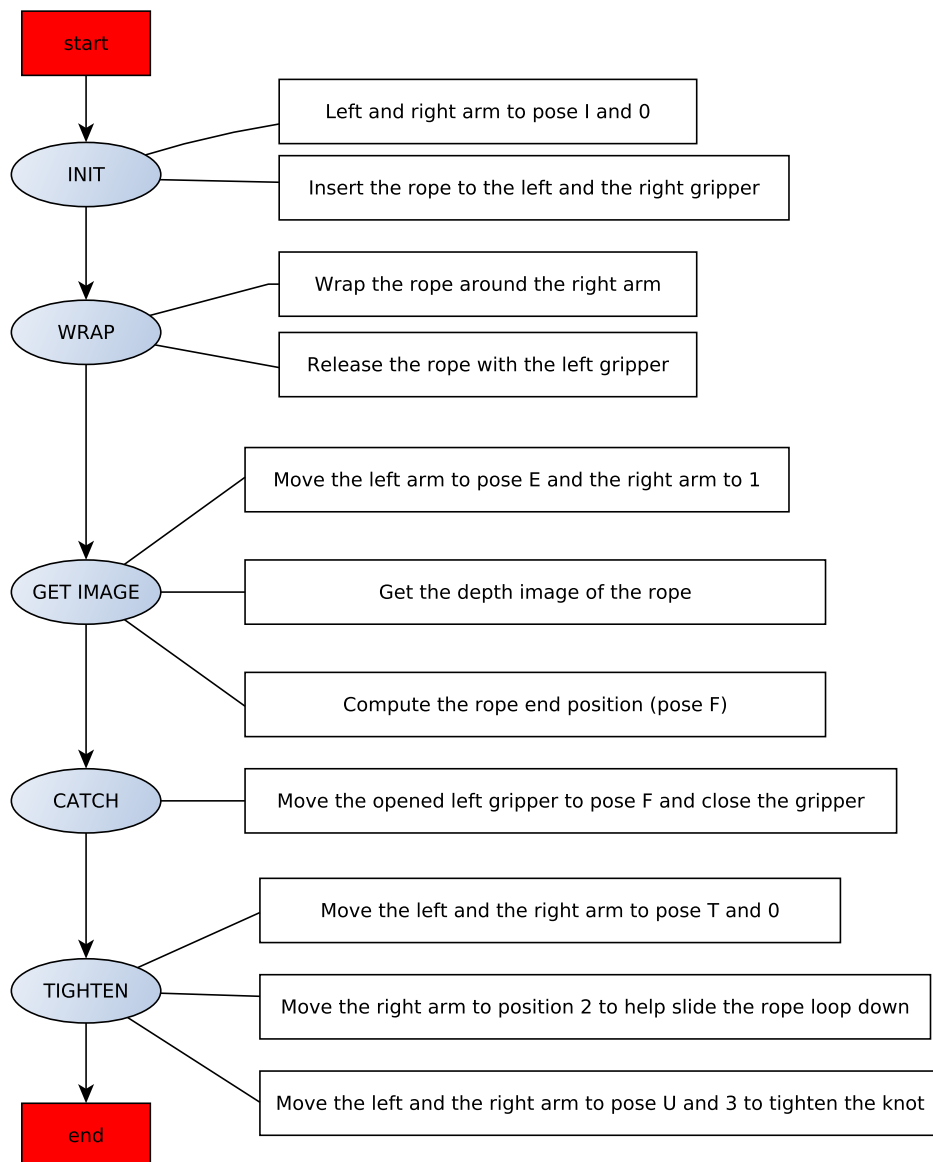 start
Left and right arm to pose I and 0
INIT
Insert the rope to the left and the right gripper
Wrap the rope around the right arm
WRAP
Release the rope with the left gripper
Move the left arm to pose E and the right arm to 1
GET IMAGE
Get the depth image of the rope
Compute the rope end position (pose F)
CATCH
Move the opened left gripper to pose F and close the gripper
Move the left and the right arm to pose T and 0
TIGHTEN
Move the right arm to position 2 to help slide the rope loop down
Move the left and the right arm to pose U and 3 to tighten the knot
end